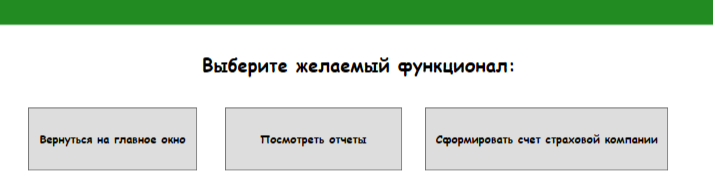 Выберите желаемый функционал:
Вернуться на главное окно
Посмотреть отчеты
Сформировать счет страховой компании